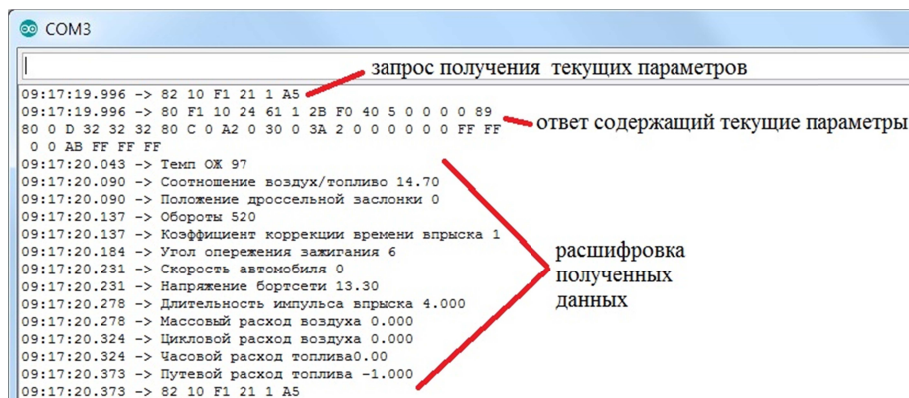 COM3
запрос получения текущих параметров
09:17:19.996 -> 82 10 F1 21 1 A5
09:17:19.996 -> 80 F1 10 24 61 1 2B F0 40 5 0 0 0 0 89
80 0 D 32 32 32 80 C 0 A2 0 30 0 3A 2 0 0 0 0 0 0 FF FF
0 0 AB FF FF FF
ответ содержащий текущие параметры
09:17:20.043 -> Темп ОЖ 97
09:17:20.090 -> Соотношение воздух/топливо 14.70
09:17:20.090 -> Положение дроссельной заслонки 0
09:17:20.137 -> Обороты 520
09:17:20.137 -> Коэффициент коррекции времени впрыска 1
09:17:20.184 -> Угол опережения зажигания 6
09:17:20.231 -> Скорость автомобиля 0
09:17:20.231 -> Напряжение бортсети 13.30
09:17:20.278 -> Длительность импульса впрыска 4.000
09:17:20.278 -> Массовый расход воздуха 0.000
09:17:20.324 -> Цикловой расход воздуха 0.000
09:17:20.324 -> Часовой расход топлива0.00
09:17:20.373 -> Путевой расход топлива -1.000
09:17:20.373 -> 82 10 F1 21 1 A5
расшифровка
полученных
данных